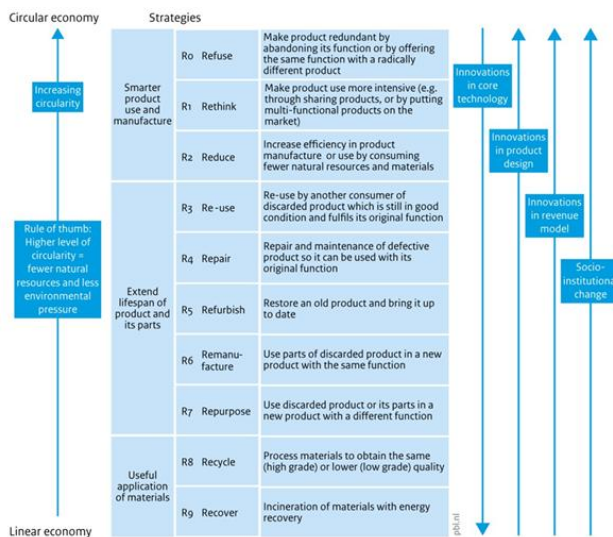 Circular economy
Strategies
Increasing
circularity
Rule of thumb:
Higher level of
circularity =
fewer natural
resources and less
environmental
pressure
Linear economy
Smarter
product
use and
manufacture
R0 Refuse
Make product redundant by
abandoning its function or by offering
the same function with a radically
different product
R1 Rethink
Make product use more intensive (e.g.
through sharing products, or by putting
multi-functional products on the
market)
R2 Reduce
Increase efficiency in product
manufacture or use by consuming
fewer natural resources and materials
Extend
lifespan of
product and
its parts
R3 Re-use
Re-use by another consumer of
discarded product which is still in good
condition and fulfils its original function
R4 Repair
Repair and maintenance of defective
product so it can be used with its
original function
R5 Refurbish
Restore an old product and bring it up
to date
R6 Remanu-
facture
Use parts of discarded product in a new
product with the same function
R7 Repurpose
Use discarded product or its parts in a
new product with a different function
Useful
application
of materials
R8 Recycle
Process materials to obtain the same
(high grade) or lower (low grade) quality
R9 Recover
Incineration of materials with energy
recovery
pbl.nl
Innovations
in core
technology
Innovations
in product
design
Innovations
in revenue
model
Socio-
institutional
change